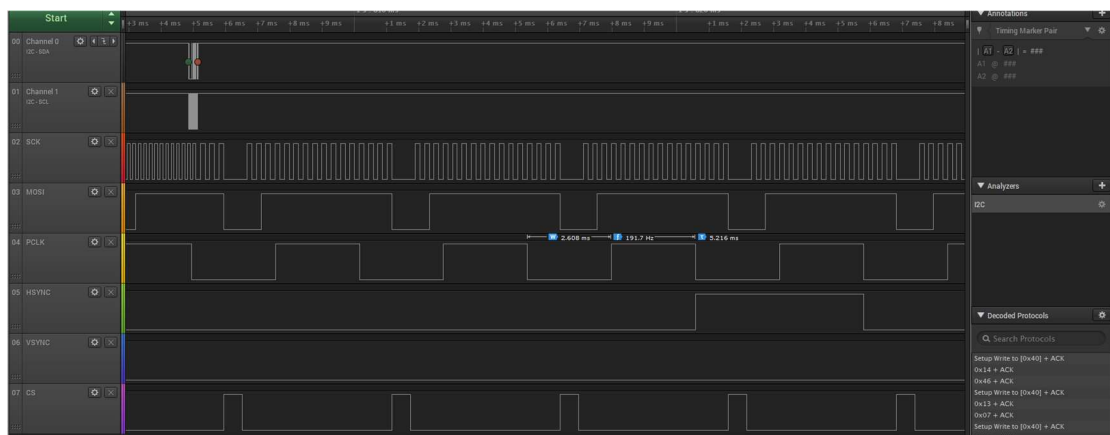 Start
+3 ms +4 ms +5 ms +6 ms +7 ms +8 ms +9 ms +1 ms +2 ms +3 ms +4 ms +5 ms +6 ms +7 ms +8 ms +9 ms +1 ms +2 ms +3 ms +4 ms +5 ms +6 ms +7 ms +8 ms
00 Channel 0
I2C - SDA
01 Channel 1
I2C - SCL
02 SCK
03 MOSI
04 PCLK
W 2.608 ms f 191.7 Hz T 5.216 ms
05 HSYNC
06 VSYNC
07 CS
Annotations
Timing Marker Pair
| A1 - A2 | = ###
A1 @ ###
A2 @ ###
Analyzers
I2C
Decoded Protocols
Search Protocols
Setup Write to [0x40] + ACK
0x14 + ACK
0x46 + ACK
Setup Write to [0x40] + ACK
0x13 + ACK
0x07 + ACK
Setup Write to [0x40] + ACK